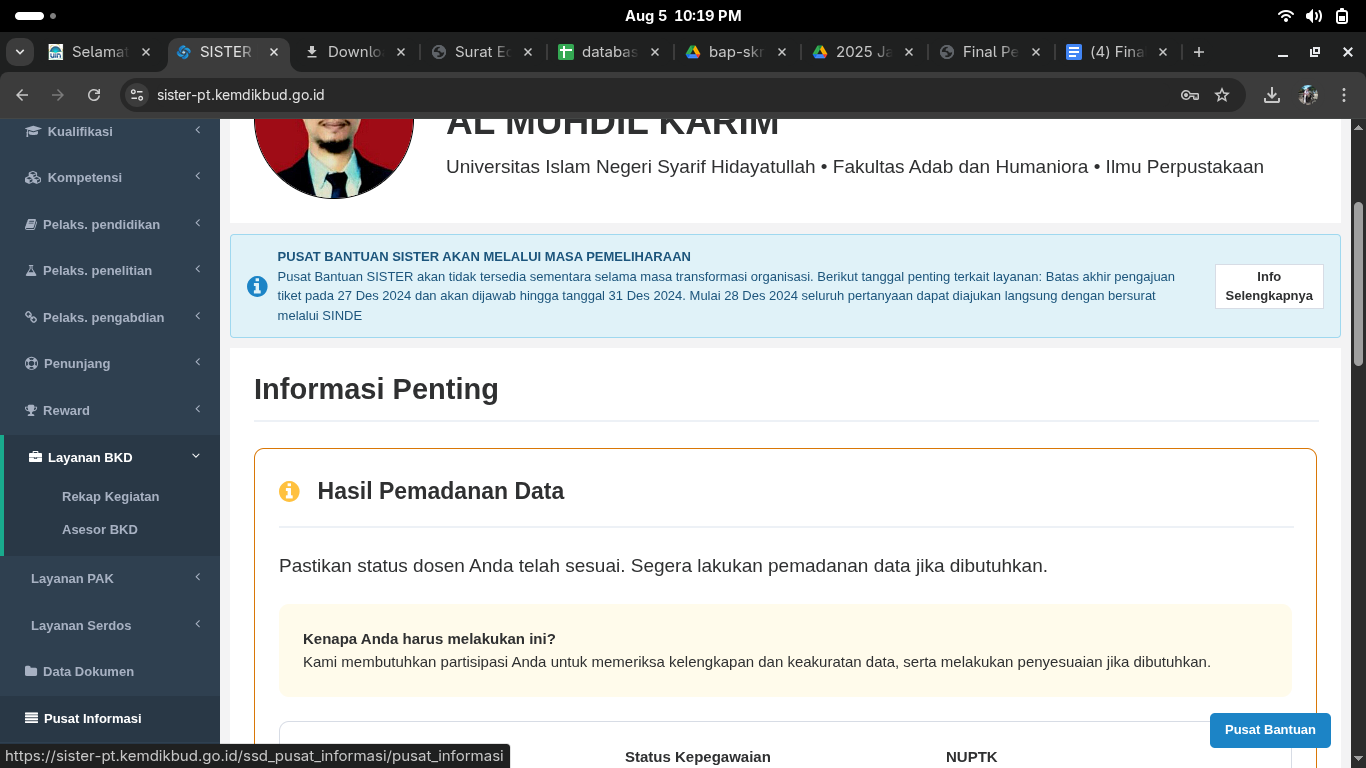 Aug 5 10:19 PM
Selamat
SISTER
Downlo
Surat Ed
databas
bap-skr
2025 Ja
Final Pe
(4) Fina
sister-pt.kemdikbud.go.id
Kualifikasi
Kompetensi
Pelaks. pendidikan
Pelaks. penelitian
Pelaks. pengabdian
Penunjang
Reward
Layanan BKD
Rekap Kegiatan
Asesor BKD
Layanan PAK
Layanan Serdos
Data Dokumen
Pusat Informasi
https://sister-pt.kemdikbud.go.id/ssd_pusat_informasi/pusat_informasi
AL MUHDIL KARIM
Universitas Islam Negeri Syarif Hidayatullah • Fakultas Adab dan Humaniora • Ilmu Perpustakaan
PUSAT BANTUAN SISTER AKAN MELALUI MASA PEMELIHARAAN
Pusat Bantuan SISTER akan tidak tersedia sementara selama masa transformasi organisasi. Berikut tanggal penting terkait layanan: Batas akhir pengajuan
tiket pada 27 Des 2024 dan akan dijawab hingga tanggal 31 Des 2024. Mulai 28 Des 2024 seluruh pertanyaan dapat diajukan langsung dengan bersurat
melalui SINDE
Info
Selengkapnya
Informasi Penting
Hasil Pemadanan Data
Pastikan status dosen Anda telah sesuai. Segera lakukan pemadanan data jika dibutuhkan.
Kenapa Anda harus melakukan ini?
Kami membutuhkan partisipasi Anda untuk memeriksa kelengkapan dan keakuratan data, serta melakukan penyesuaian jika dibutuhkan.
Pusat Bantuan
Status Kepegawaian
NUPTK